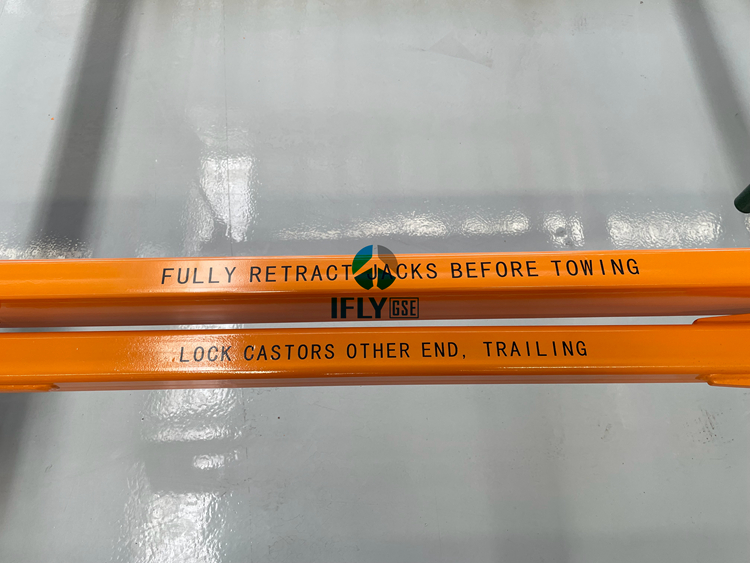 FULLY RETRACT JACKS BEFORE TOWING
IFLY GSE
LOCK CASTORS OTHER END, TRAILING